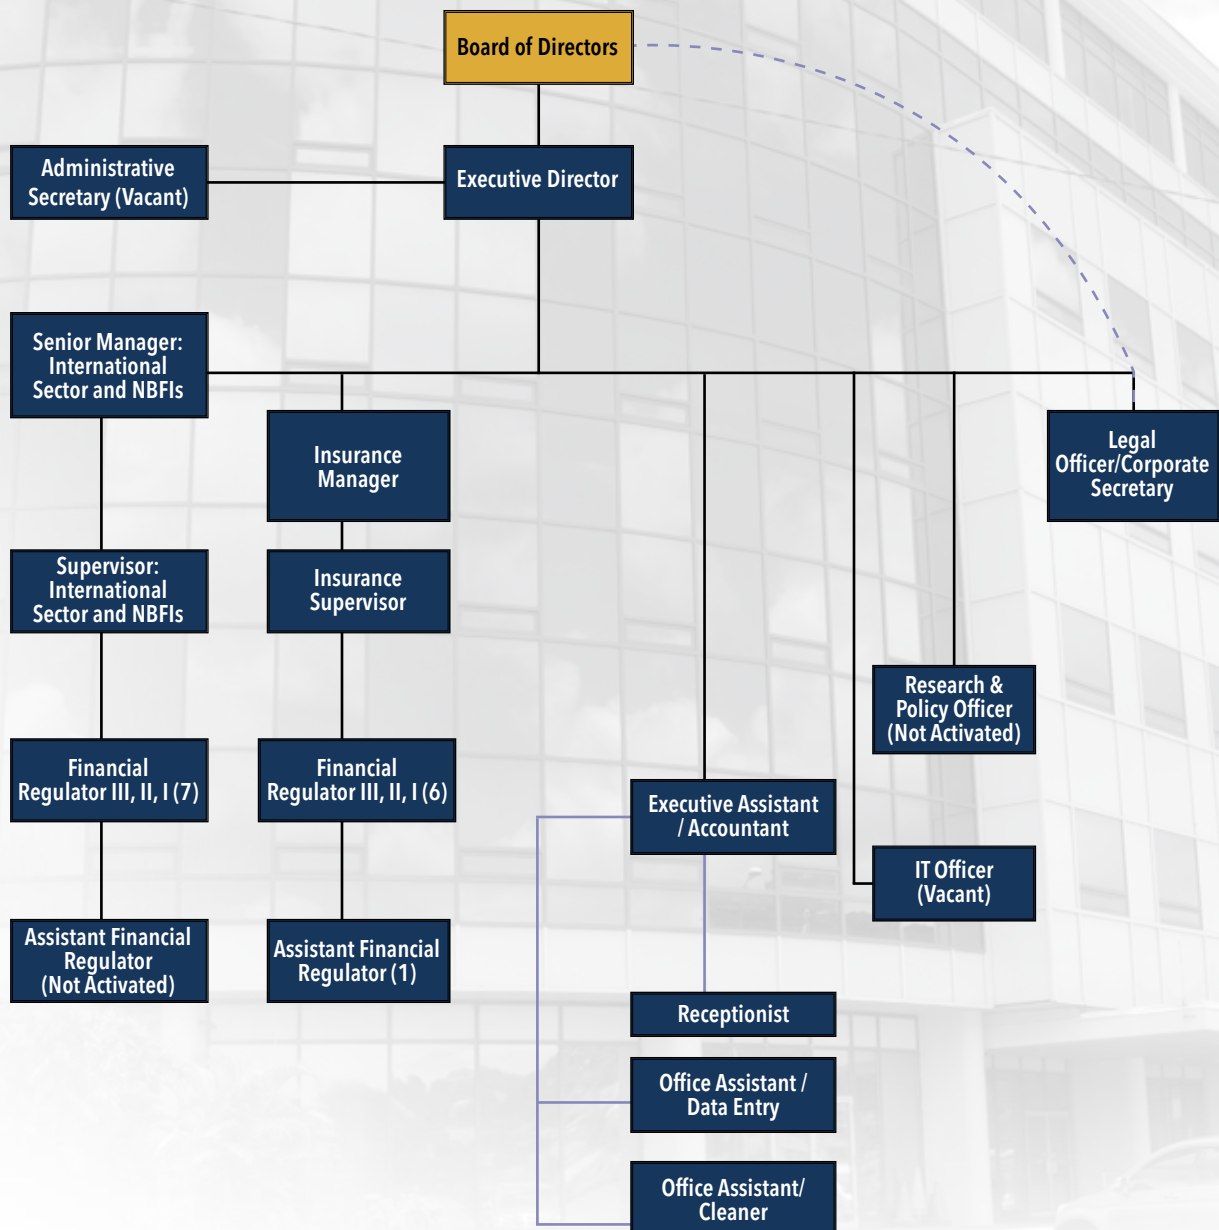 Board of Directors
Administrative
Secretary (Vacant)
Executive Director
Senior Manager:
International
Sector and NBFIs
Insurance
Manager
Legal
Officer/Corporate
Secretary
Supervisor:
International
Sector and NBFIs
Insurance
Supervisor
Research &
Policy Officer
(Not Activated)
Financial
Regulator III, II, I (7)
Financial
Regulator III, II, I (6)
Executive Assistant
/ Accountant
IT Officer
(Vacant)
Assistant Financial
Regulator
(Not Activated)
Assistant Financial
Regulator (1)
Receptionist
Office Assistant /
Data Entry
Office Assistant/
Cleaner